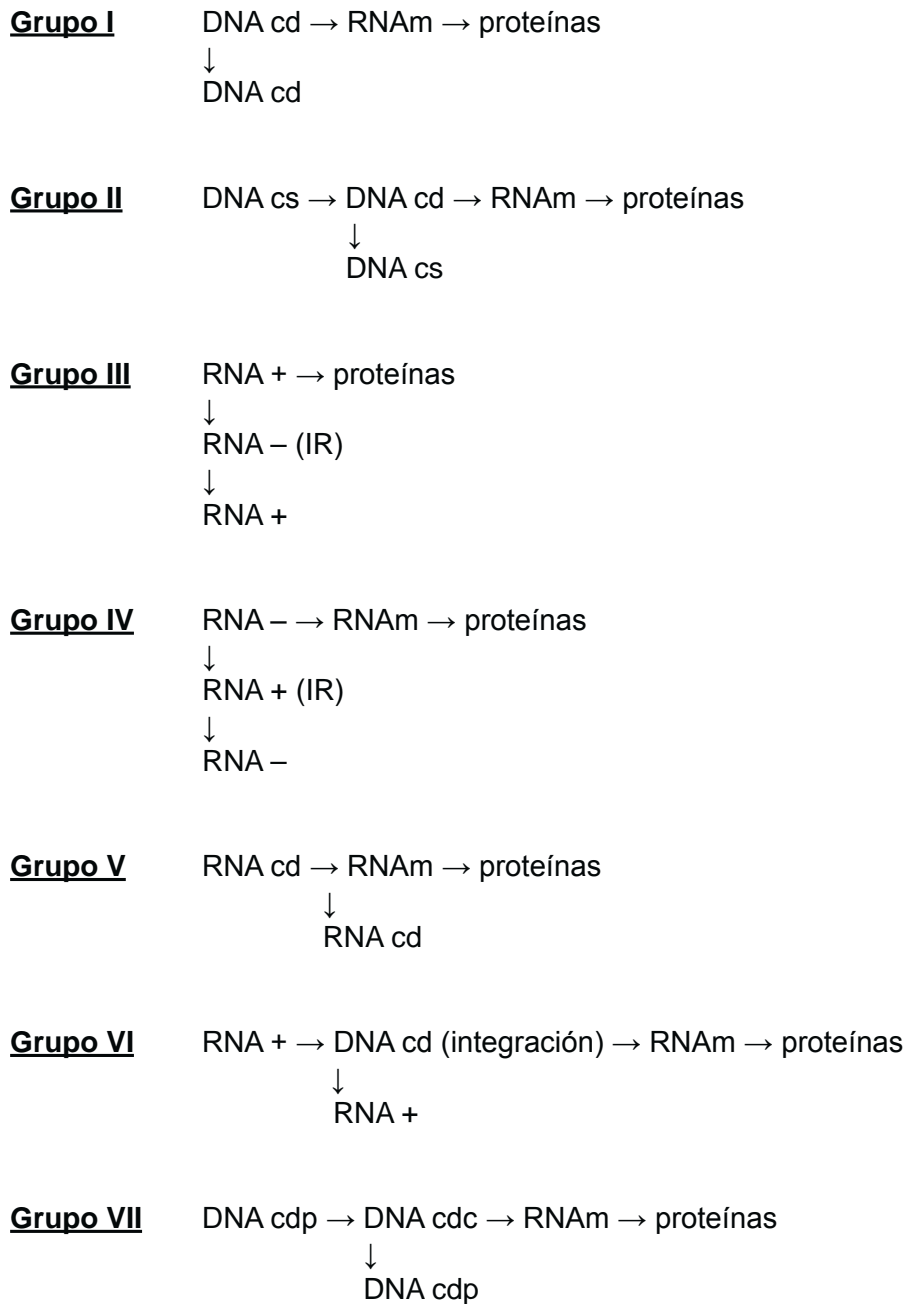 Grupo I DNA cd → RNAm → proteínas
↓
DNA cd
Grupo II DNA cs → DNA cd → RNAm → proteínas
↓
DNA cs
Grupo III RNA + → proteínas
↓
RNA – (IR)
↓
RNA +
Grupo IV RNA – → RNAm → proteínas
↓
RNA + (IR)
↓
RNA –
Grupo V RNA cd → RNAm → proteínas
↓
RNA cd
Grupo VI RNA + → DNA cd (integración) → RNAm → proteínas
↓
RNA +
Grupo VII DNA cdp → DNA cdc → RNAm → proteínas
↓
DNA cdp